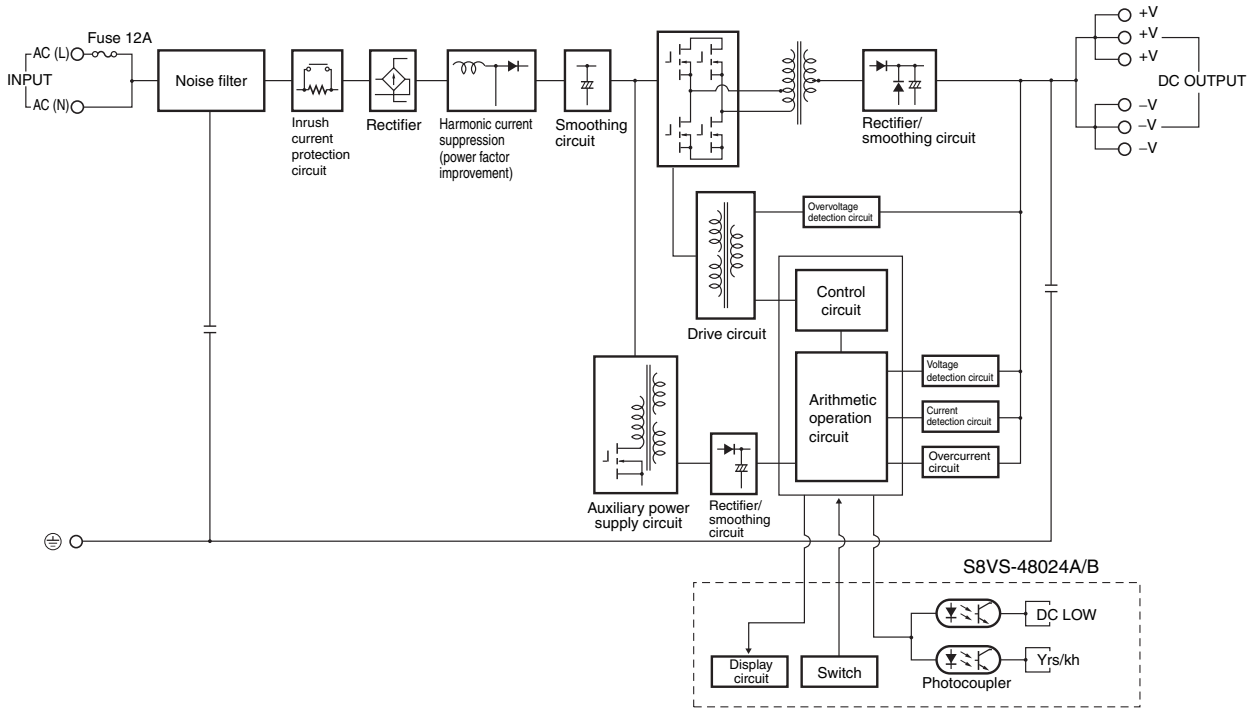 Fuse 12A
AC (L)
INPUT
AC (N)
Noise filter
Inrush
current
protection
circuit
Rectifier
Harmonic current
suppression
(power factor
improvement)
Smoothing
circuit
Rectifier/
smoothing circuit
+V
+V
+V
DC OUTPUT
–V
–V
–V
Overvoltage
detection circuit
Drive circuit
Control
circuit
Arithmetic
operation
circuit
Voltage
detection circuit
Current
detection circuit
Overcurrent
circuit
Auxiliary power
supply circuit
Rectifier/
smoothing
circuit
S8VS-48024A/B
Display
circuit
Switch
DC LOW
Yrs/kh
Photocoupler